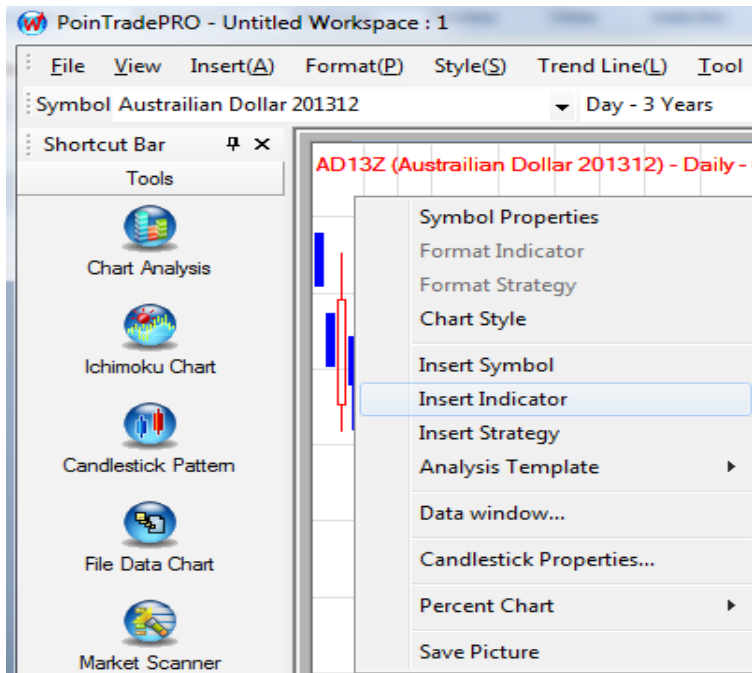 PoinTradePRO - Untitled Workspace : 1
File View Insert(A) Format(P) Style(S) Trend Line(L) Tool
Symbol Austrailian Dollar 201312 Day - 3 Years
Shortcut Bar
Tools
Chart Analysis
Ichimoku Chart
Candlestick Pattern
File Data Chart
Market Scanner
AD13Z (Austrailian Dollar 201312) - Daily -
Symbol Properties
Format Indicator
Format Strategy
Chart Style
Insert Symbol
Insert Indicator
Insert Strategy
Analysis Template
Data window...
Candlestick Properties...
Percent Chart
Save Picture